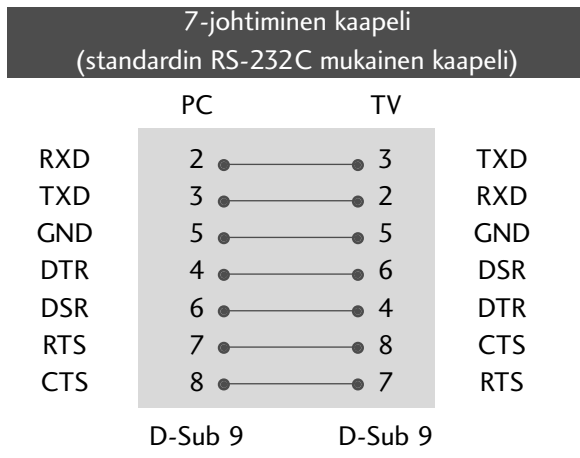 7-johtiminen kaapeli
(standardin RS-232C mukainen kaapeli)
PC TV
RXD 2 3 TXD
TXD 3 2 RXD
GND 5 5 GND
DTR 4 6 DSR
DSR 6 4 DTR
RTS 7 8 CTS
CTS 8 7 RTS
D-Sub 9 D-Sub 9